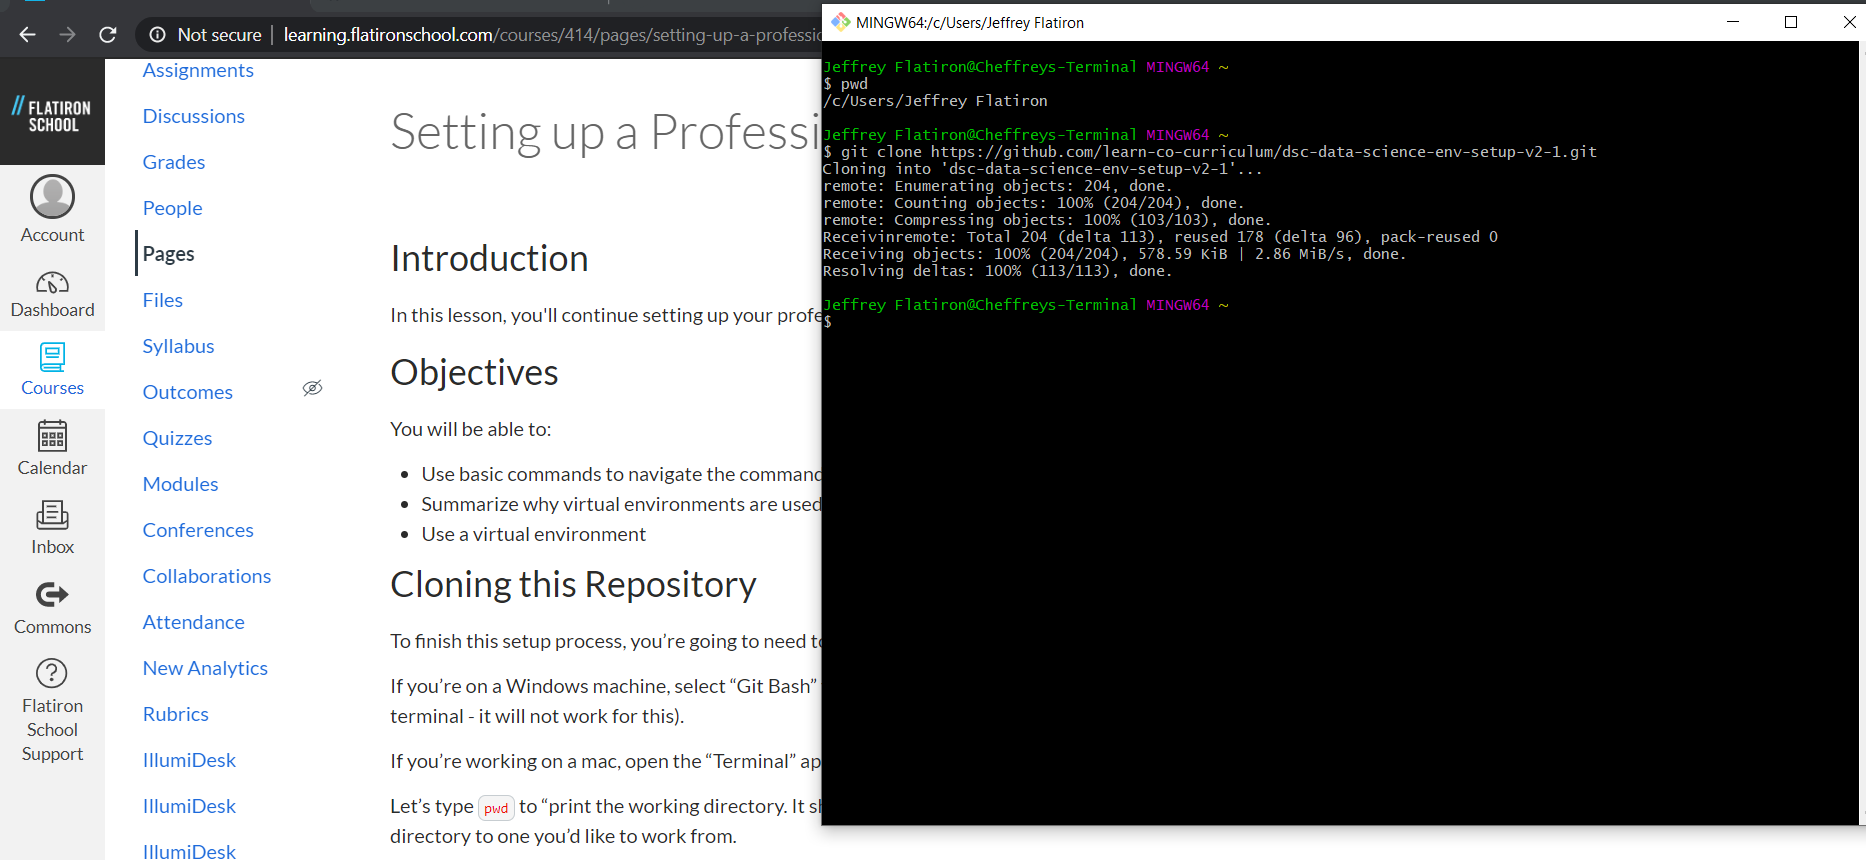 Not secure | learning.flatironschool.com/courses/414/pages/setting-up-a-professio
FLATIRON
SCHOOL
Account
Dashboard
Courses
Calendar
Inbox
Commons
Flatiron
School
Support
Assignments
Discussions
Grades
People
Pages
Files
Syllabus
Outcomes
Quizzes
Modules
Conferences
Collaborations
Attendance
New Analytics
Rubrics
IllumiDesk
IllumiDesk
IllumiDesk
Setting up a Professi
Introduction
In this lesson, you'll continue setting up your profe
Objectives
You will be able to:
• Use basic commands to navigate the command
• Summarize why virtual environments are used
• Use a virtual environment
Cloning this Repository
To finish this setup process, you’re going to need to
If you’re on a Windows machine, select “Git Bash”
terminal - it will not work for this).
If you’re working on a mac, open the “Terminal” ap
Let’s type pwd to “print the working directory. It sh
directory to one you’d like to work from.
MINGW64:/c/Users/Jeffrey Flatiron
Jeffrey Flatiron@Cheffreys-Terminal MINGW64 ~
$ pwd
/c/Users/Jeffrey Flatiron
Jeffrey Flatiron@Cheffreys-Terminal MINGW64 ~
$ git clone https://github.com/learn-co-curriculum/dsc-data-science-env-setup-v2-1.git
Cloning into 'dsc-data-science-env-setup-v2-1'...
remote: Enumerating objects: 204, done.
remote: Counting objects: 100% (204/204), done.
remote: Compressing objects: 100% (103/103), done.
Receivinremote: Total 204 (delta 113), reused 178 (delta 96), pack-reused 0
Receiving objects: 100% (204/204), 578.59 KiB | 2.86 MiB/s, done.
Resolving deltas: 100% (113/113), done.
Jeffrey Flatiron@Cheffreys-Terminal MINGW64 ~
$